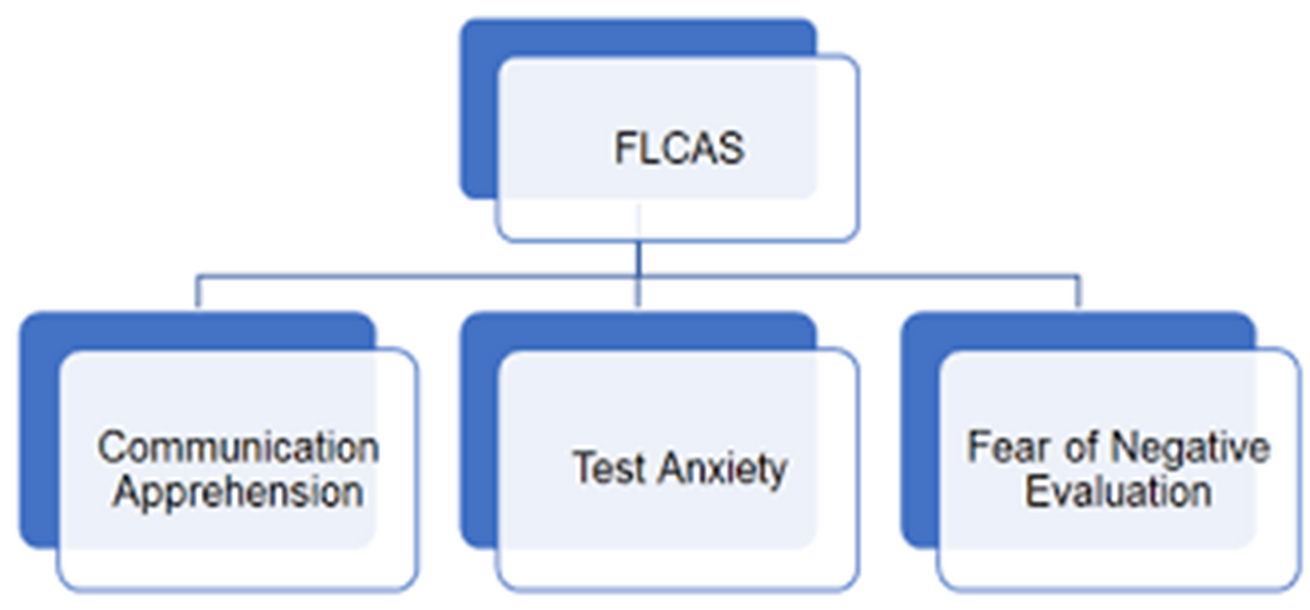 FLCAS
Communication
Apprehension
Test Anxiety
Fear of Negative
Evaluation